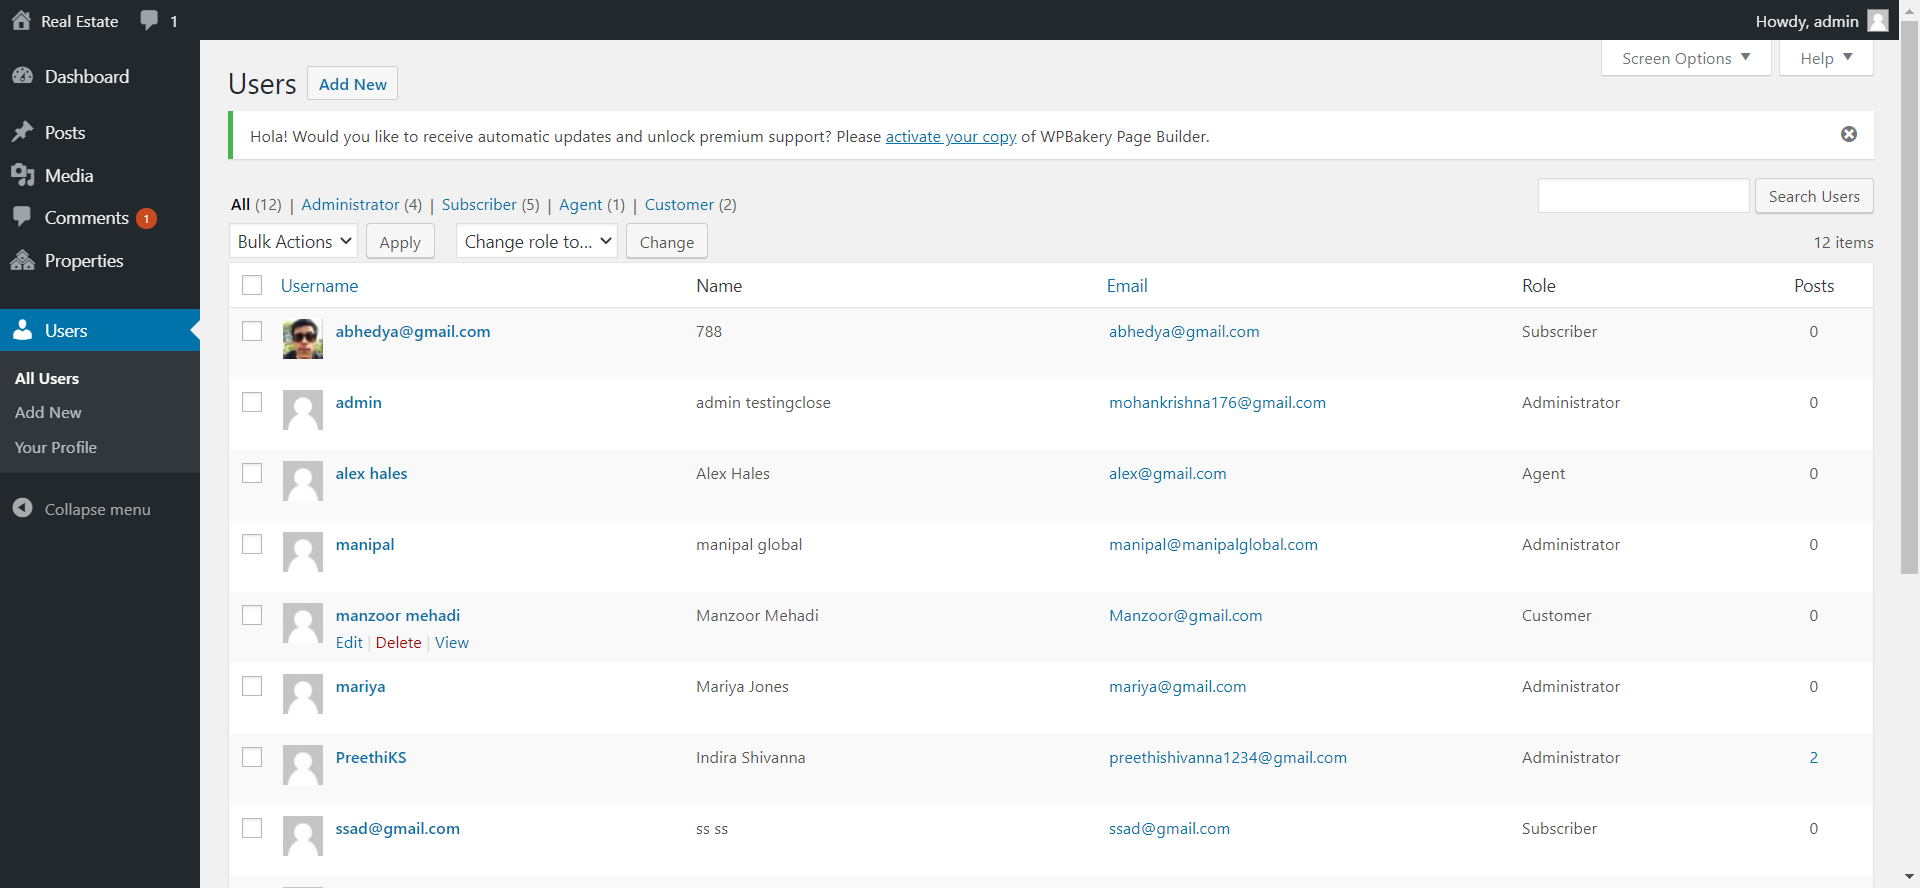 Real Estate 1 Howdy, admin
Dashboard
Posts
Media
Comments 1
Properties
Users
All Users
Add New
Your Profile
Collapse menu
Screen Options Help
Users Add New
Hola! Would you like to receive automatic updates and unlock premium support? Please activate your copy of WPBakery Page Builder.
All (12) | Administrator (4) | Subscriber (5) | Agent (1) | Customer (2)
Search Users
Bulk Actions Apply Change role to... Change 12 items
Username Name Email Role Posts
abhedya@gmail.com 788 abhedya@gmail.com Subscriber 0
admin admin testingclose mohankrishna176@gmail.com Administrator 0
alex hales Alex Hales alex@gmail.com Agent 0
manipal manipal global manipal@manipalglobal.com Administrator 0
manzoor mehadi Manzoor Mehadi Manzoor@gmail.com Customer 0
Edit | Delete | View
mariya Mariya Jones mariya@gmail.com Administrator 0
PreethiKS Indira Shivanna preethishivanna1234@gmail.com Administrator 2
ssad@gmail.com ss ss ssad@gmail.com Subscriber 0